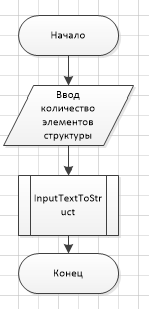 Начало
Ввод
количество
элементов
структуры
InputTextToStr
uct
Конец